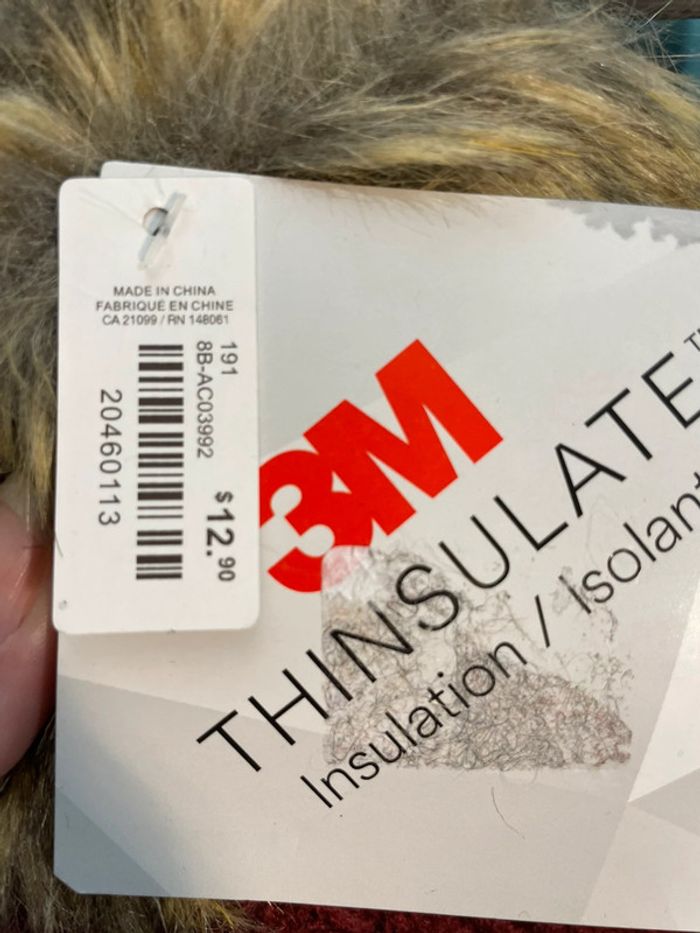 MADE IN CHINA
FABRIQUÉ EN CHINE
CA 21099 / RN 148061
191
8B-AC03992
20460113
$12.90
3M
THINSULATE
Insulation / Isolant